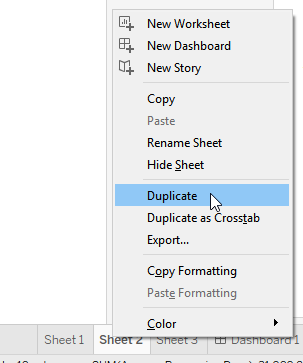 New Worksheet
New Dashboard
New Story
Copy
Paste
Rename Sheet
Hide Sheet
Duplicate
Duplicate as Crosstab
Export...
Copy Formatting
Paste Formatting
Color
Sheet 1
Sheet 2
Sheet 3
Dashboard 1